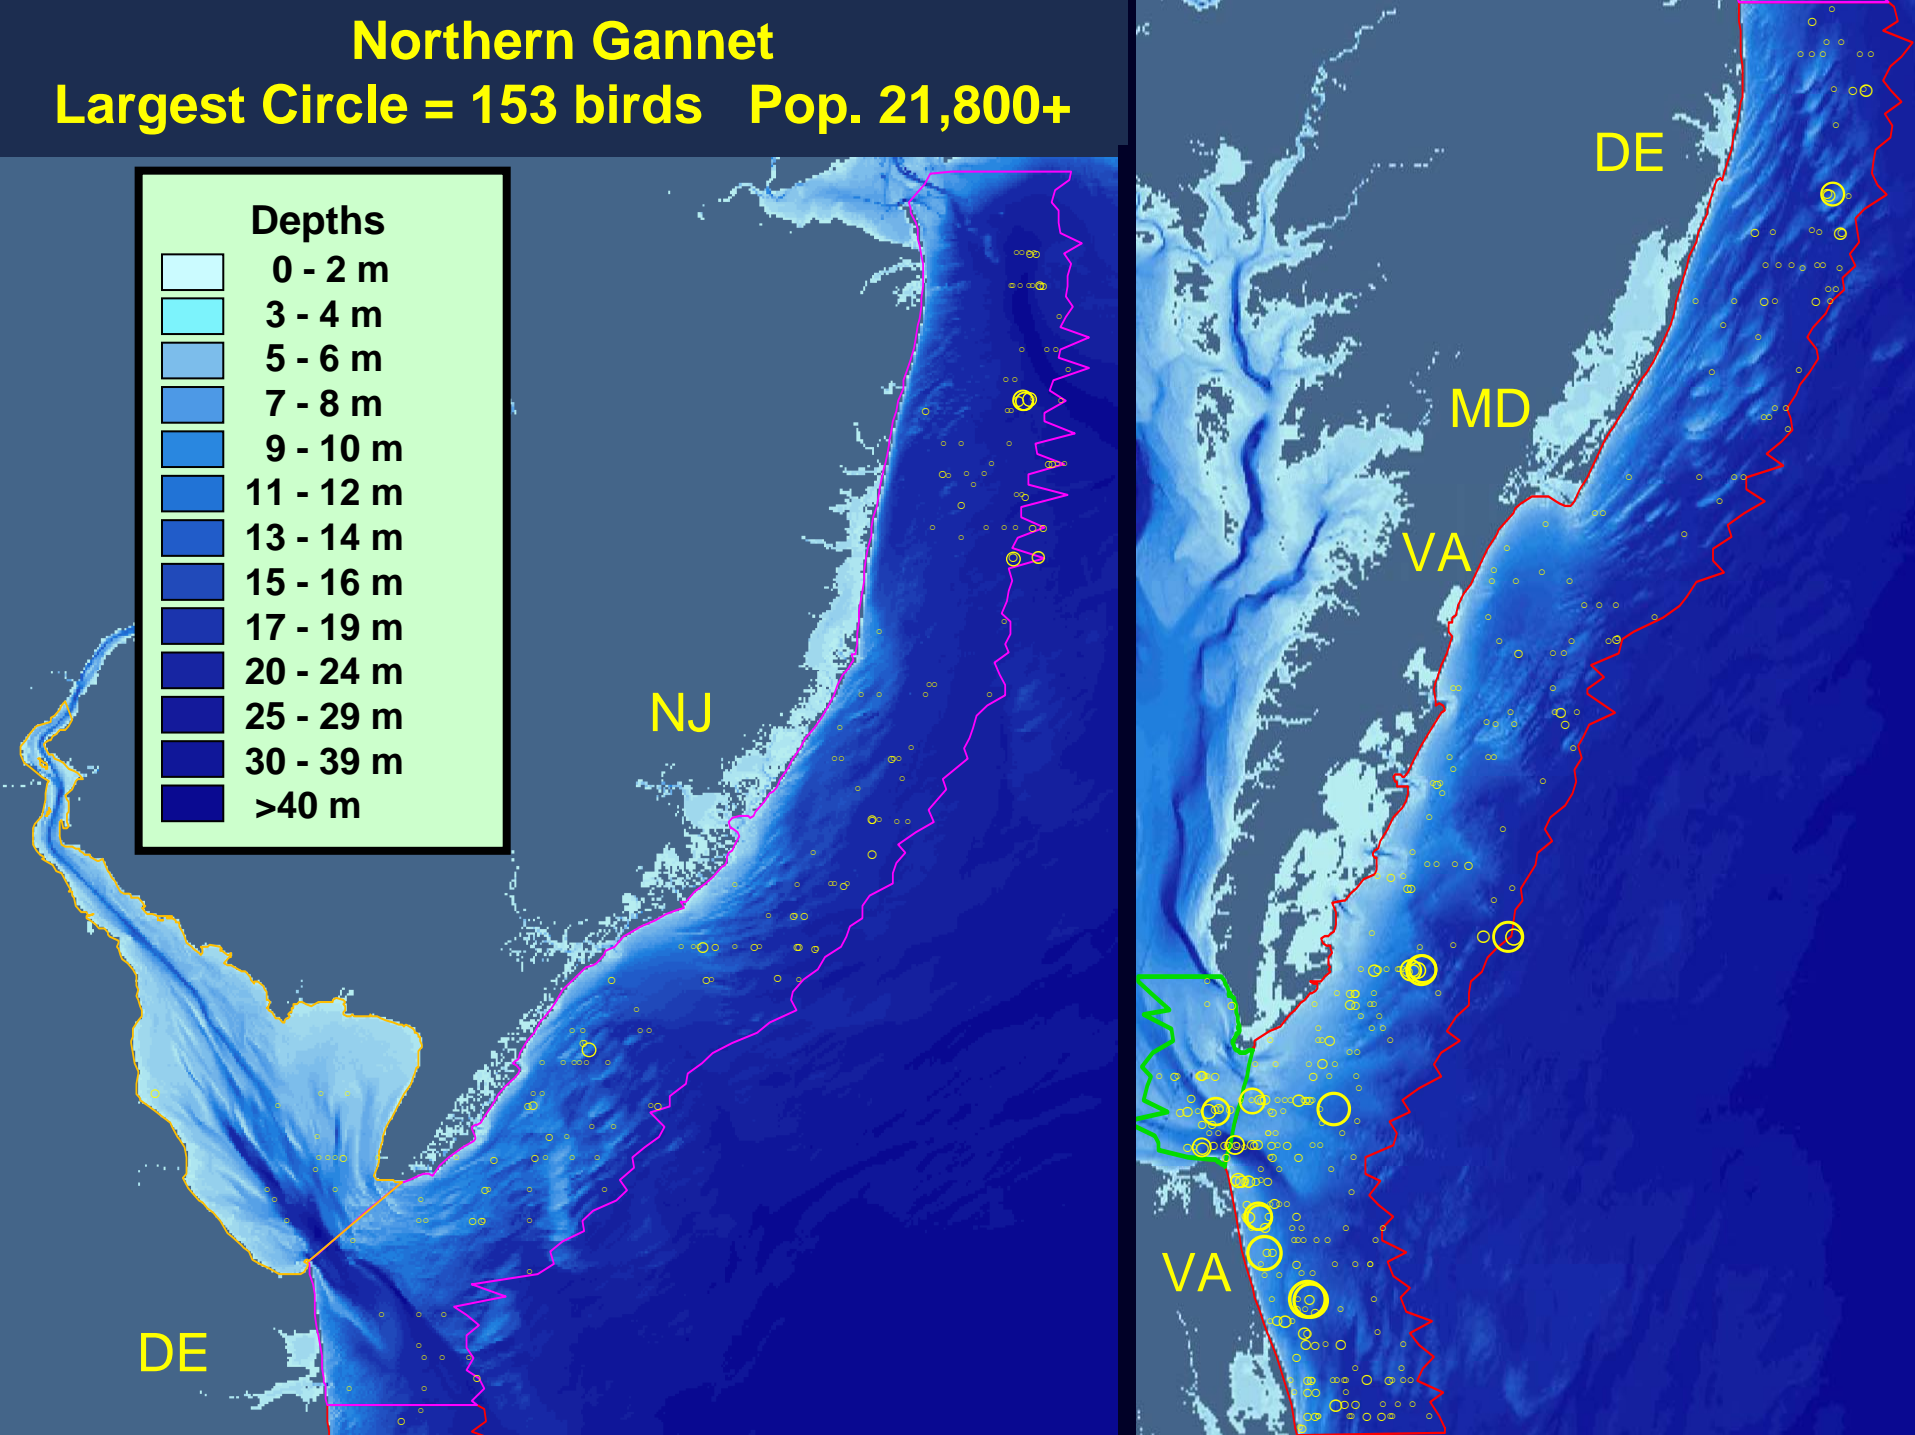 Northern Gannet
Largest Circle = 153 birds Pop. 21,800+
Depths
0 - 2 m
3 - 4 m
5 - 6 m
7 - 8 m
9 - 10 m
11 - 12 m
13 - 14 m
15 - 16 m
17 - 19 m
20 - 24 m
25 - 29 m
30 - 39 m
>40 m
NJ
DE
DE
MD
VA
VA